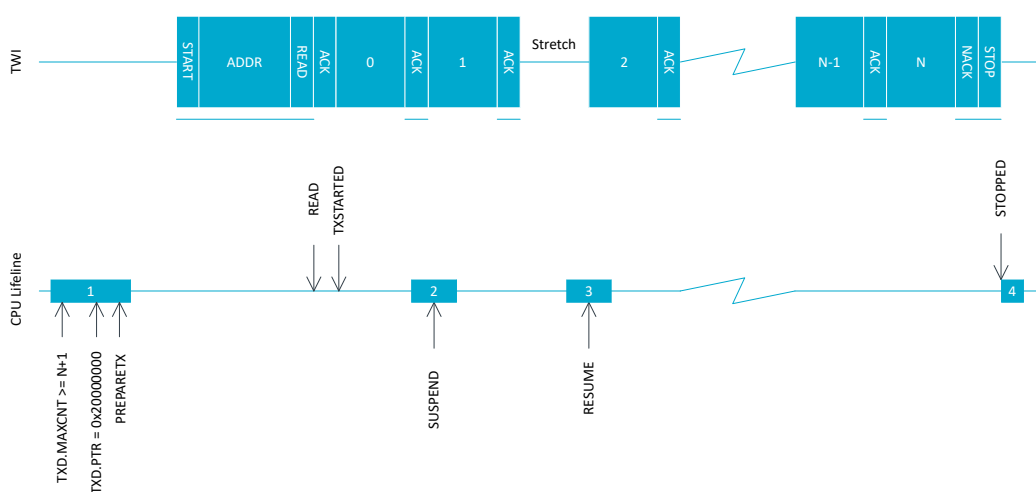 TWI
START
ADDR
READ
ACK
0
ACK
1
ACK
Stretch
2
ACK
N-1
ACK
N
NACK
STOP
CPU Lifeline
READ
TXSTARTED
STOPPED
1
2
3
4
TXD.MAXCNT >= N+1
TXD.PTR = 0x20000000
PREPARETX
SUSPEND
RESUME